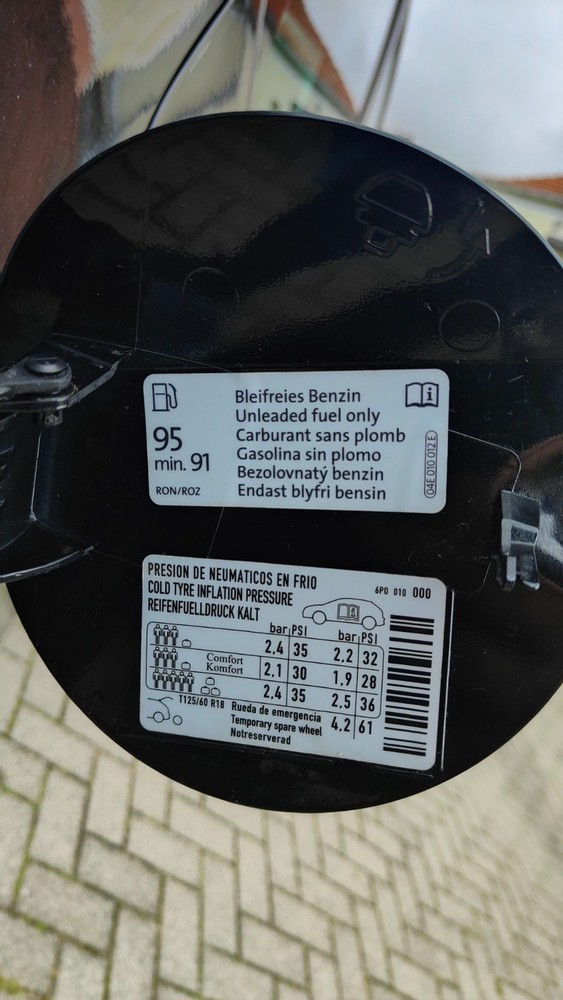 Bleifreies Benzin
Unleaded fuel only
95 Carburant sans plomb
Gasolina sin plomo
min. 91
Bezolovnatý benzin
RON/ROZ Endast blyfri bensin
04E 010 012 E
PRESION DE NEUMATICOS EN FRIO
COLD TYRE INFLATION PRESSURE
REIFENFUELLDRUCK KALT
6P0 010 000
bar PSI bar PSI
2,4 35 2,2 32
Comfort
Komfort 2,1 30 1,9 28
2,4 35 2,5 36
T125/60 R18 Rueda de emergencia
Temporary spare wheel 4,2 61
Notreserverad